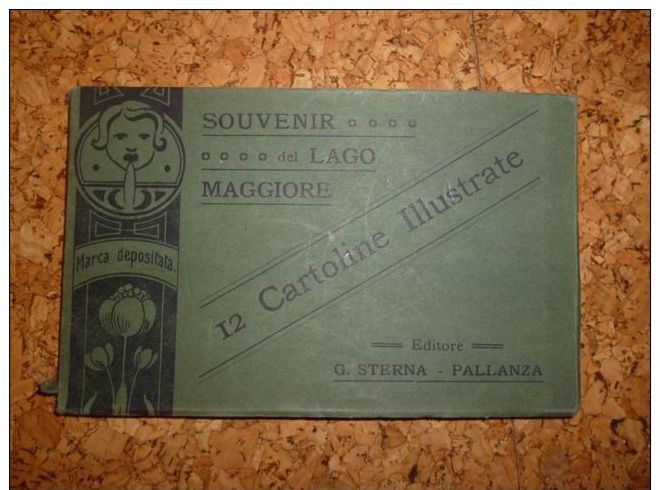 SOUVENIR
del LAGO
MAGGIORE
12 Cartoline Illustrate
Marca depositata.
Editore
G. STERNA - PALLANZA